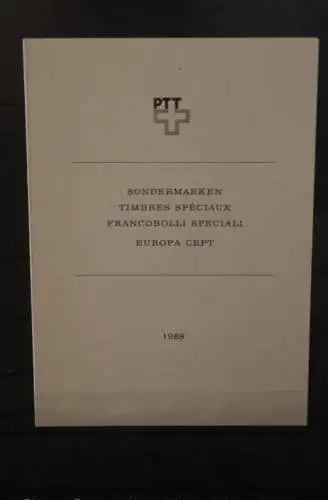 PTT
SONDERMARKEN
TIMBRES SPÉCIAUX
FRANCOBOLLI SPECIALI
EUROPA CEPT
1988